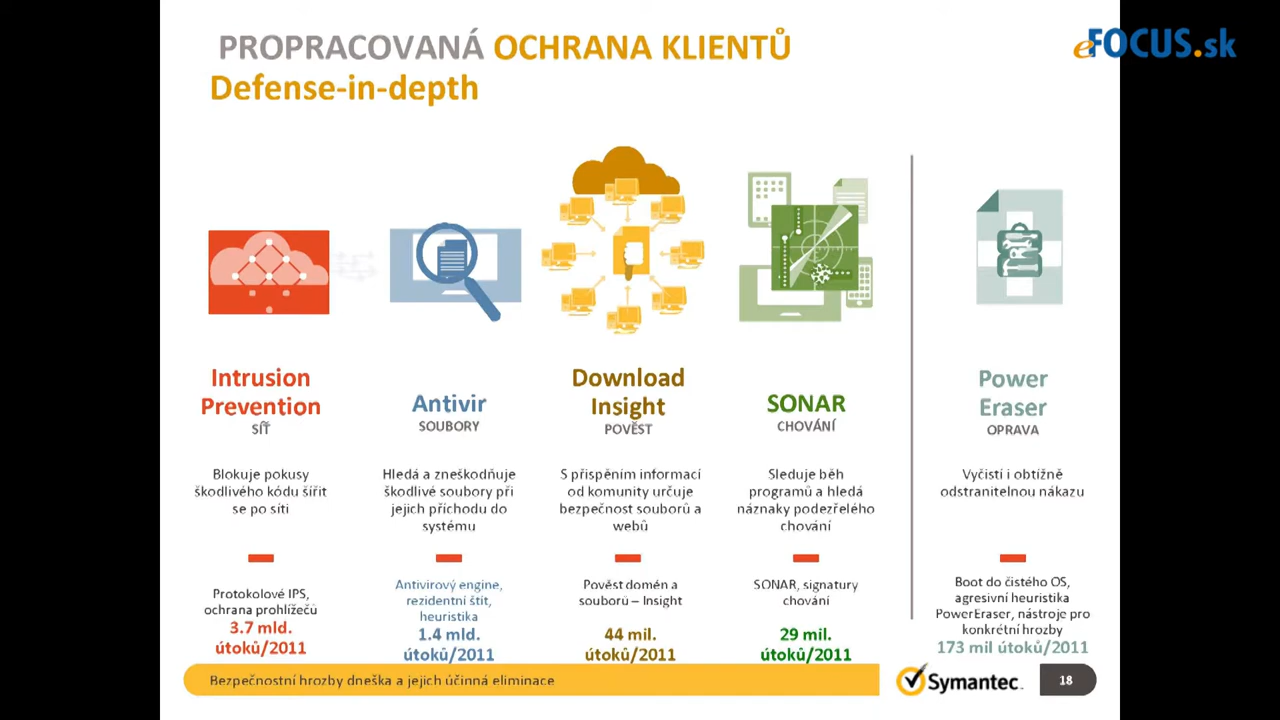 PROPRACOVANÁ OCHRANA KLIENTŮ
Defense-in-depth
eFOCUS.sk
Intrusion
Prevention
SÍŤ
Blokuje pokusy
škodlivého kódu šířit
se po síti
Protokolové IPS,
ochrana prohlížečů
3.7 mld.
útoků/2011
Antivir
SOUBORY
Hledá a zneškodňuje
škodlivé soubory při
jejich příchodu do
systému
Antivirový engine,
rezidentní štít,
heuristika
1.4 mld.
útoků/2011
Download
Insight
POVĚST
S přispěním informací
od komunity určuje
bezpečnost souborů a
webů
Pověst domén a
souborů – Insight
44 mil.
útoků/2011
SONAR
CHOVÁNÍ
Sleduje běh
programů a hledá
náznaky podezřelého
chování
SONAR, signatury
chování
29 mil.
útoků/2011
Power
Eraser
OPRAVA
Vyčistí i obtížně
odstranitelnou nákazu
Boot do čistého OS,
agresivní heuristika
PowerEraser, nástroje pro
konkrétní hrozby
173 mil útoků/2011
Bezpečnostní hrozby dneška a jejich účinná eliminace
Symantec.
18